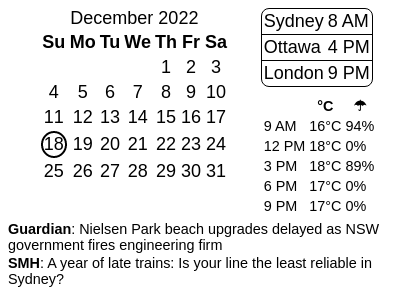 December 2022
Su Mo Tu We Th Fr Sa
1 2 3
4 5 6 7 8 9 10
11 12 13 14 15 16 17
18 19 20 21 22 23 24
25 26 27 28 29 30 31
Sydney 8 AM
Ottawa 4 PM
London 9 PM
°C ☂
9 AM 16°C 94%
12 PM 18°C 0%
3 PM 18°C 89%
6 PM 17°C 0%
9 PM 17°C 0%
Guardian: Nielsen Park beach upgrades delayed as NSW
government fires engineering firm
SMH: A year of late trains: Is your line the least reliable in
Sydney?